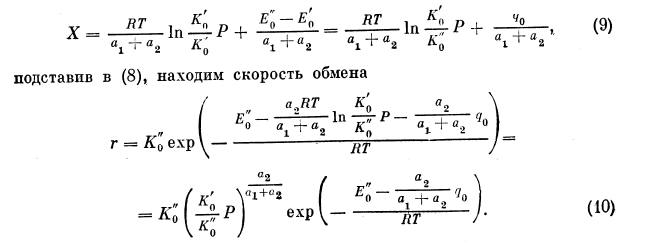 X = \frac{RT}{a_1 + a_2} \ln \frac{K_0'}{K_0''} P + \frac{E_0'' - E_0'}{a_1 + a_2} = \frac{RT}{a_1 + a_2} \ln \frac{K_0'}{K_0''} P + \frac{q_0}{a_1 + a_2}, (9)
подставив в (8), находим скорость обмена
r = K_0'' \exp \left( - \frac{E_0'' - \frac{a_2 RT}{a_1 + a_2} \ln \frac{K_0'}{K_0''} P - \frac{a_2}{a_1 + a_2} q_0}{RT} \right) =
= K_0'' \left( \frac{K_0'}{K_0''} P \right)^{\frac{a_2}{a_1 + a_2}} \exp \left( - \frac{E_0'' - \frac{a_2}{a_1 + a_2} q_0}{RT} \right). (10)